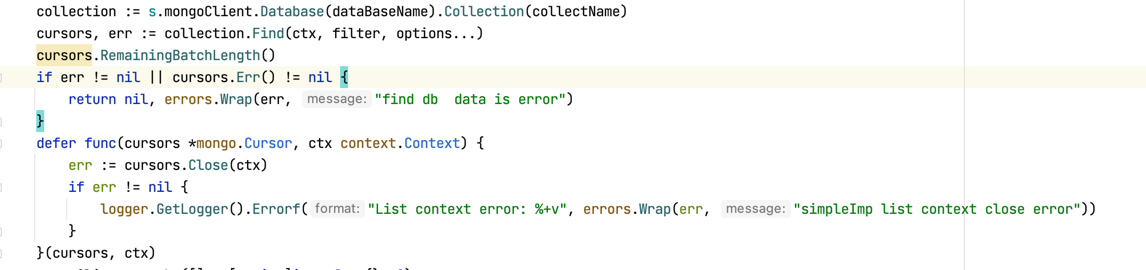 collection := s.mongoClient.Database(dataBaseName).Collection(collectName)
cursors, err := collection.Find(ctx, filter, options...)
cursors.RemainingBatchLength()
if err != nil || cursors.Err() != nil {
return nil, errors.Wrap(err, message: "find db  data is error")
}
defer func(cursors *mongo.Cursor, ctx context.Context) {
err := cursors.Close(ctx)
if err != nil {
logger.GetLogger().Errorf( format: "List context error: %+v", errors.Wrap(err, message: "simpleImp list context close error"))
}
}(cursors, ctx)